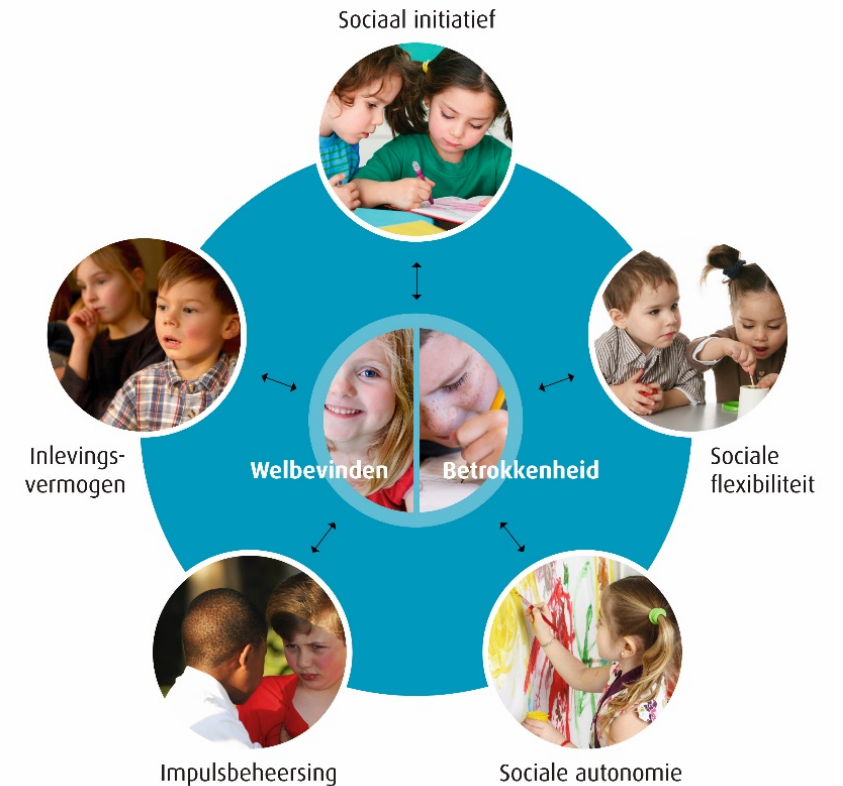 Sociaal initiatief
Inlevings-
vermogen
Welbevinden
Betrokkenheid
Sociale
flexibiliteit
Impulsbeheersing
Sociale autonomie